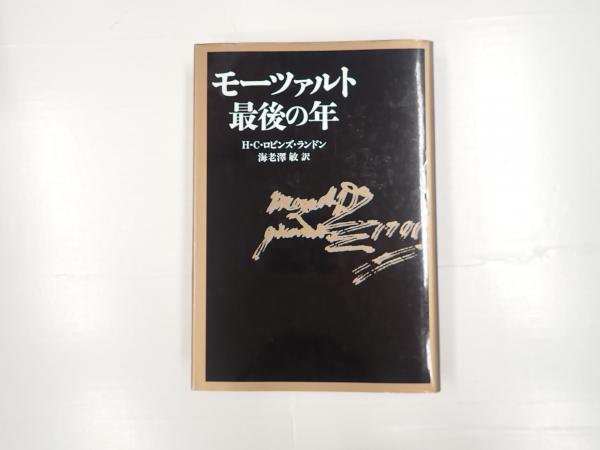 モーツァルト
最後の年
H・C・ロビンズ・ランドン
海老澤 敏 訳